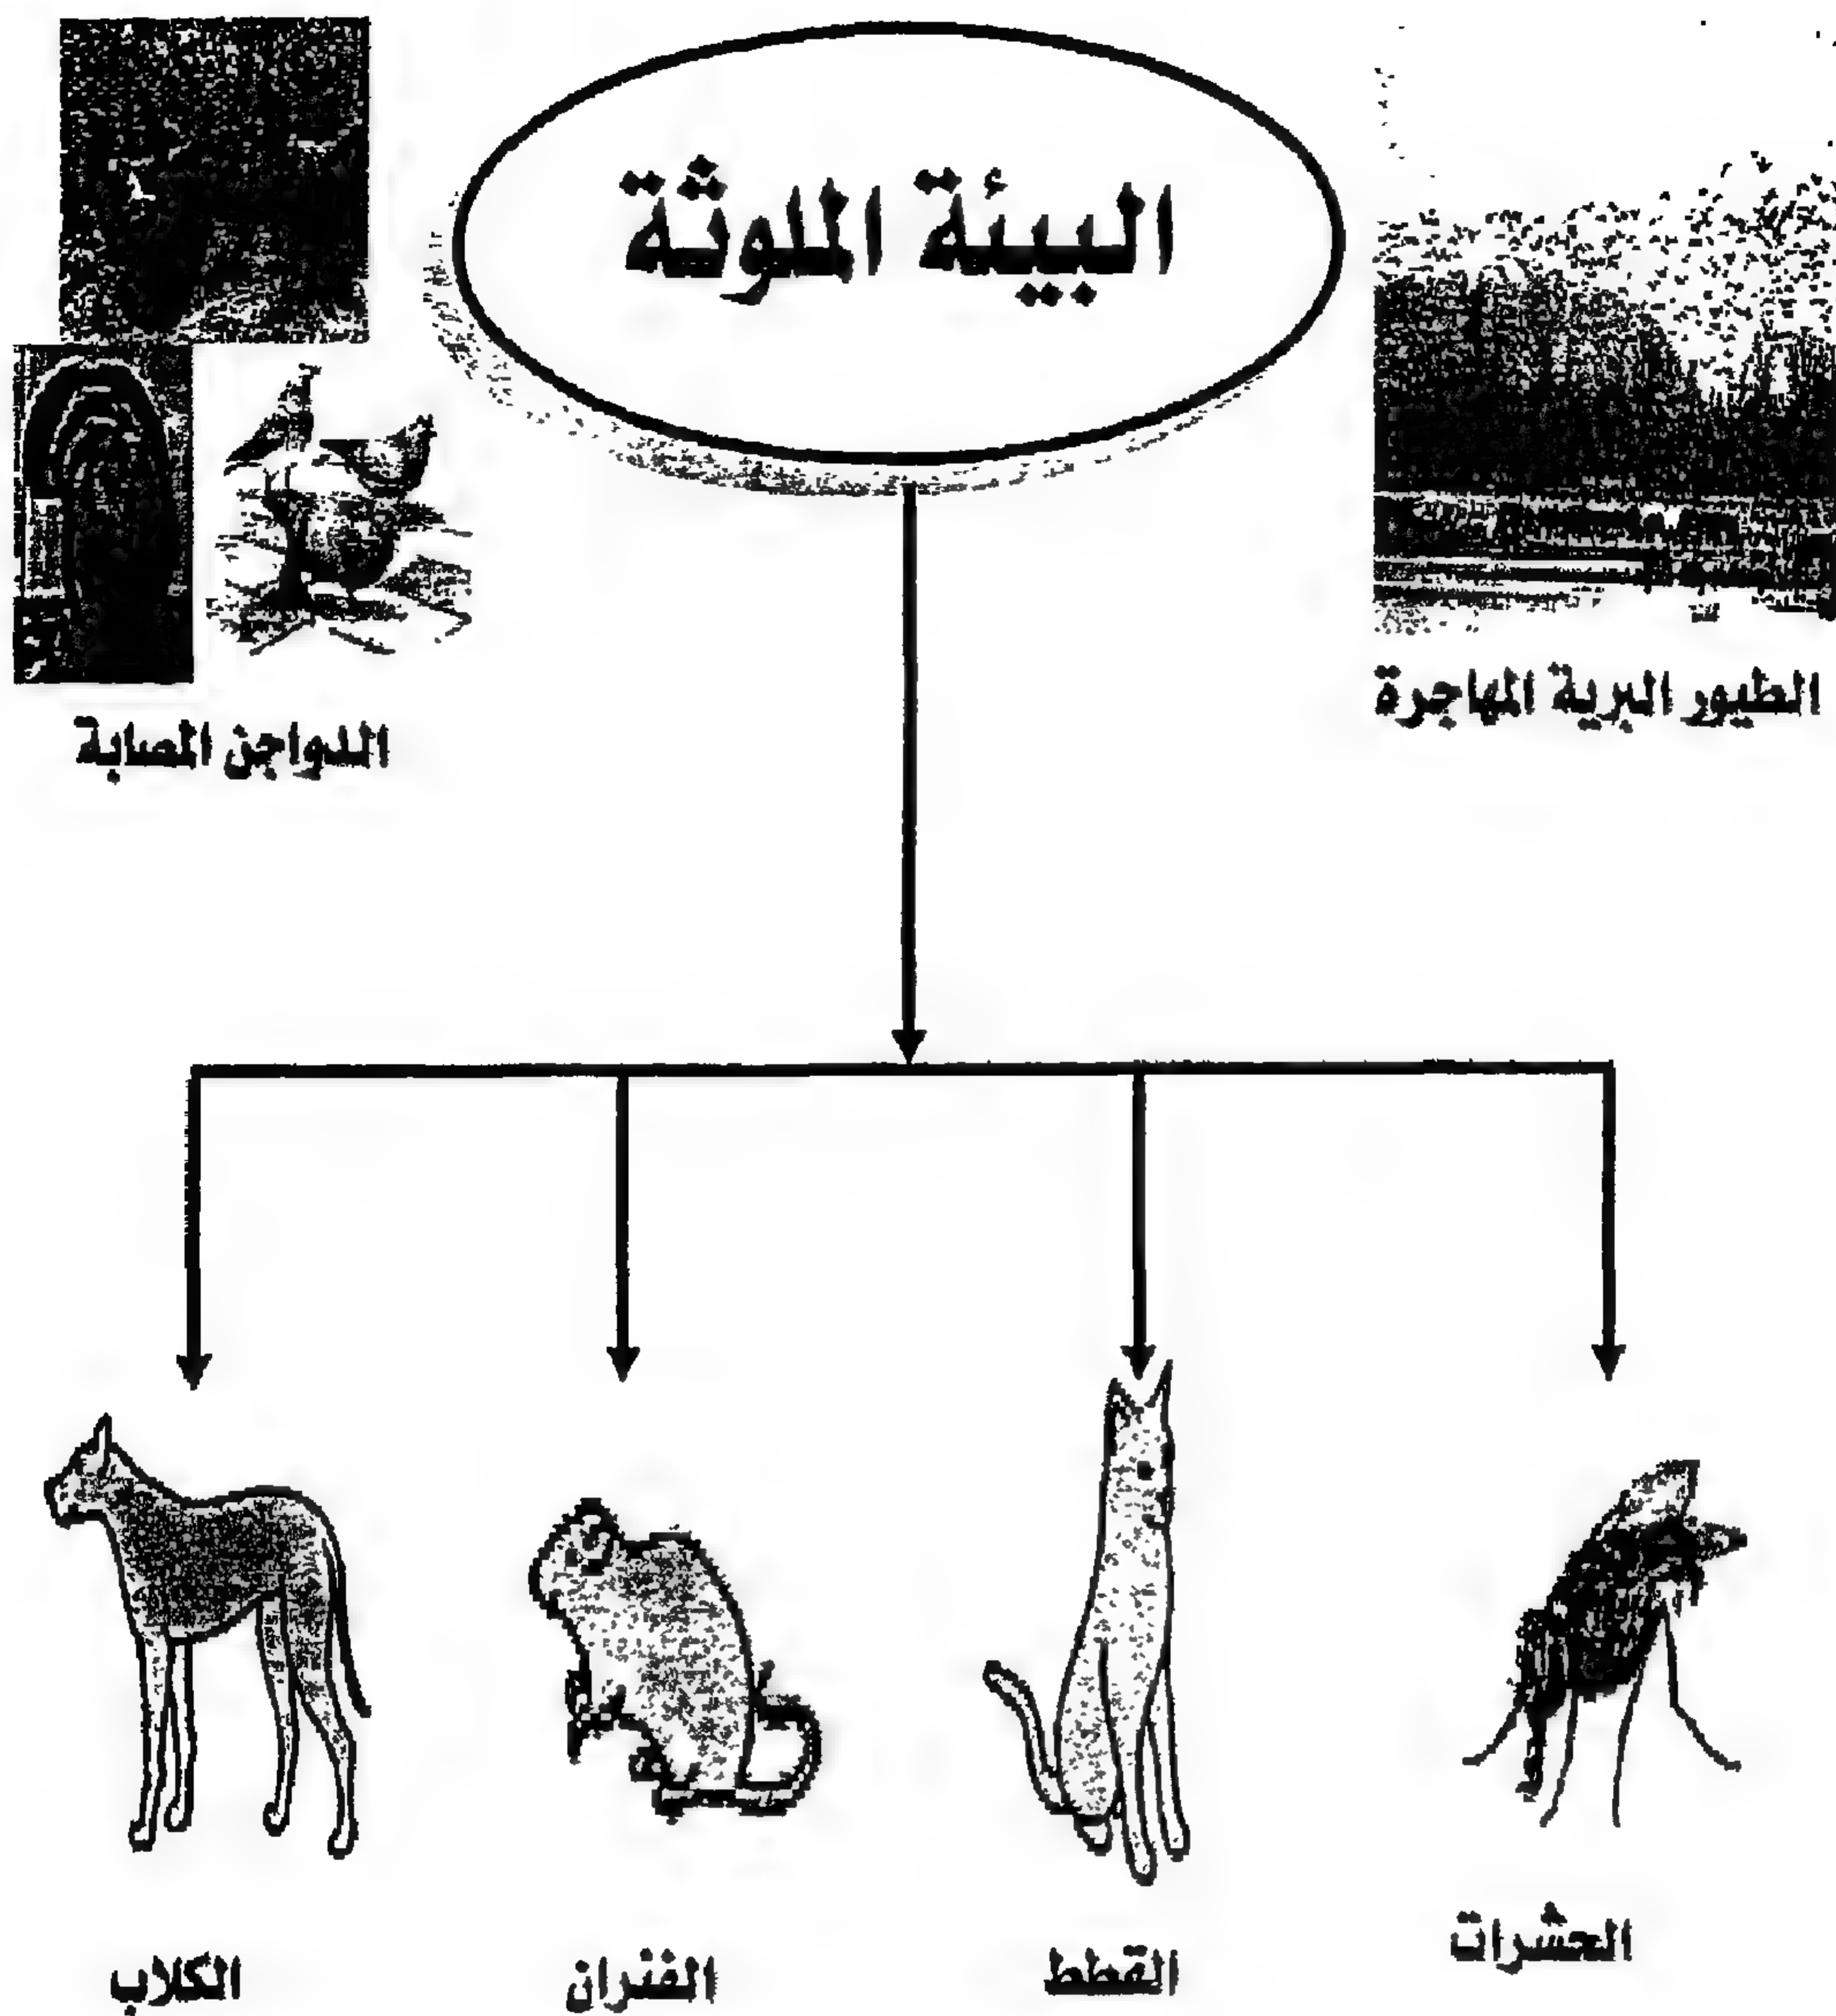 البيئة الملوثة
الطيور البرية المهاجرة
الدواجن المصابة
الحشرات
القطط
الفئران
الكلاب